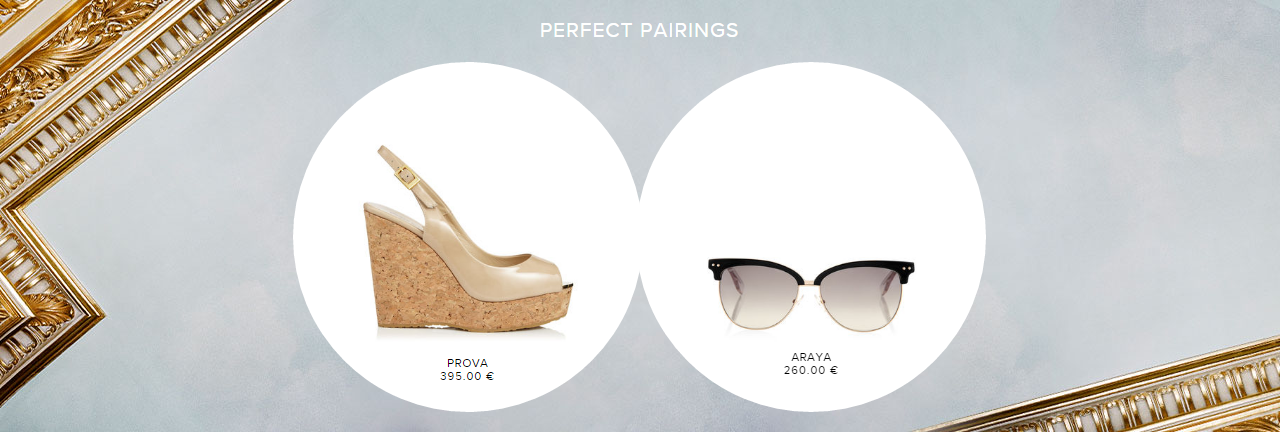 PERFECT PAIRINGS
PROVA
395.00 €
ARAYA
260.00 €